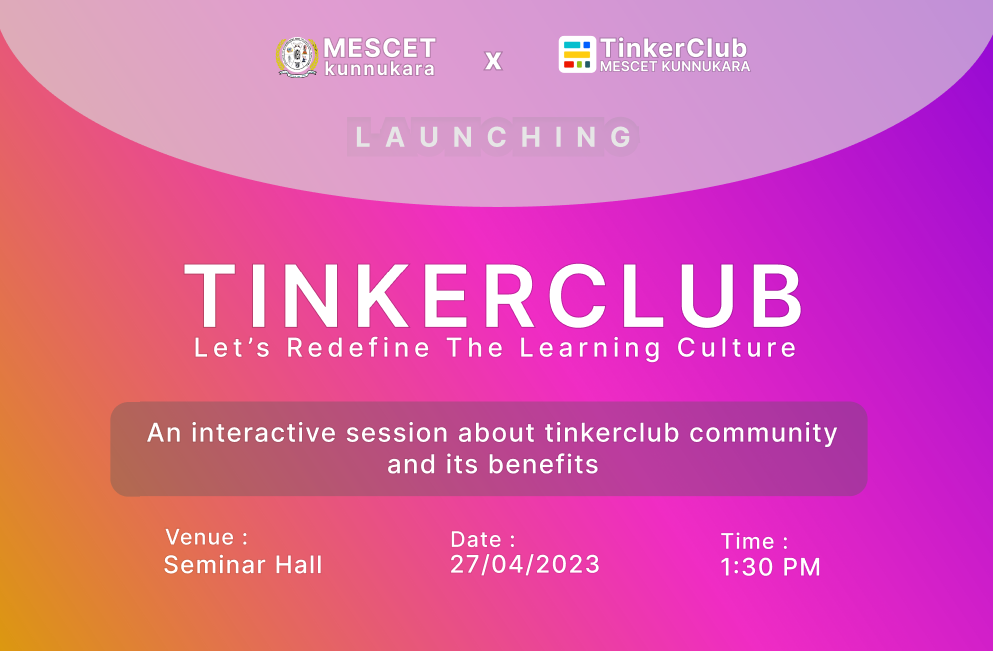 MESCET
kunnukara
x
TinkerClub
MESCET KUNNUKARA
LAUNCHING
TINKERCLUB
Let’s Redefine The Learning Culture
An interactive session about tinkerclub community
and its benefits
Venue :
Seminar Hall
Date :
27/04/2023
Time :
1:30 PM